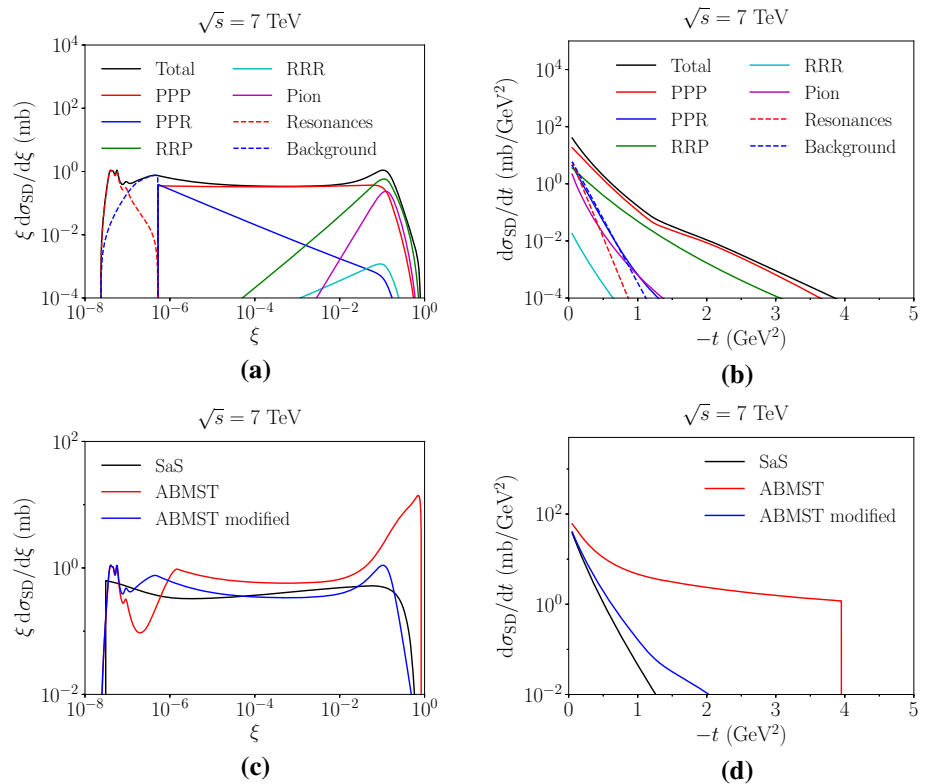 √s = 7 TeV
ξ dσ_SD/dξ (mb)
10^4
10^2
10^0
10^−2
10^−4
Total
PPP
PPR
RRP
RRR
Pion
Resonances
Background
10^−8
10^−6
10^−4
10^−2
10^0
ξ
(a)
√s = 7 TeV
dσ_SD/dt (mb/GeV^2)
10^4
10^2
10^0
10^−2
10^−4
Total
PPP
PPR
RRP
RRR
Pion
Resonances
Background
0
1
2
3
4
5
−t (GeV^2)
(b)
√s = 7 TeV
ξ dσ_SD/dξ (mb)
10^2
10^0
10^−2
SaS
ABMST
ABMST modified
10^−8
10^−6
10^−4
10^−2
10^0
ξ
(c)
√s = 7 TeV
dσ_SD/dt (mb/GeV^2)
10^2
10^0
10^−2
SaS
ABMST
ABMST modified
0
1
2
3
4
5
−t (GeV^2)
(d)